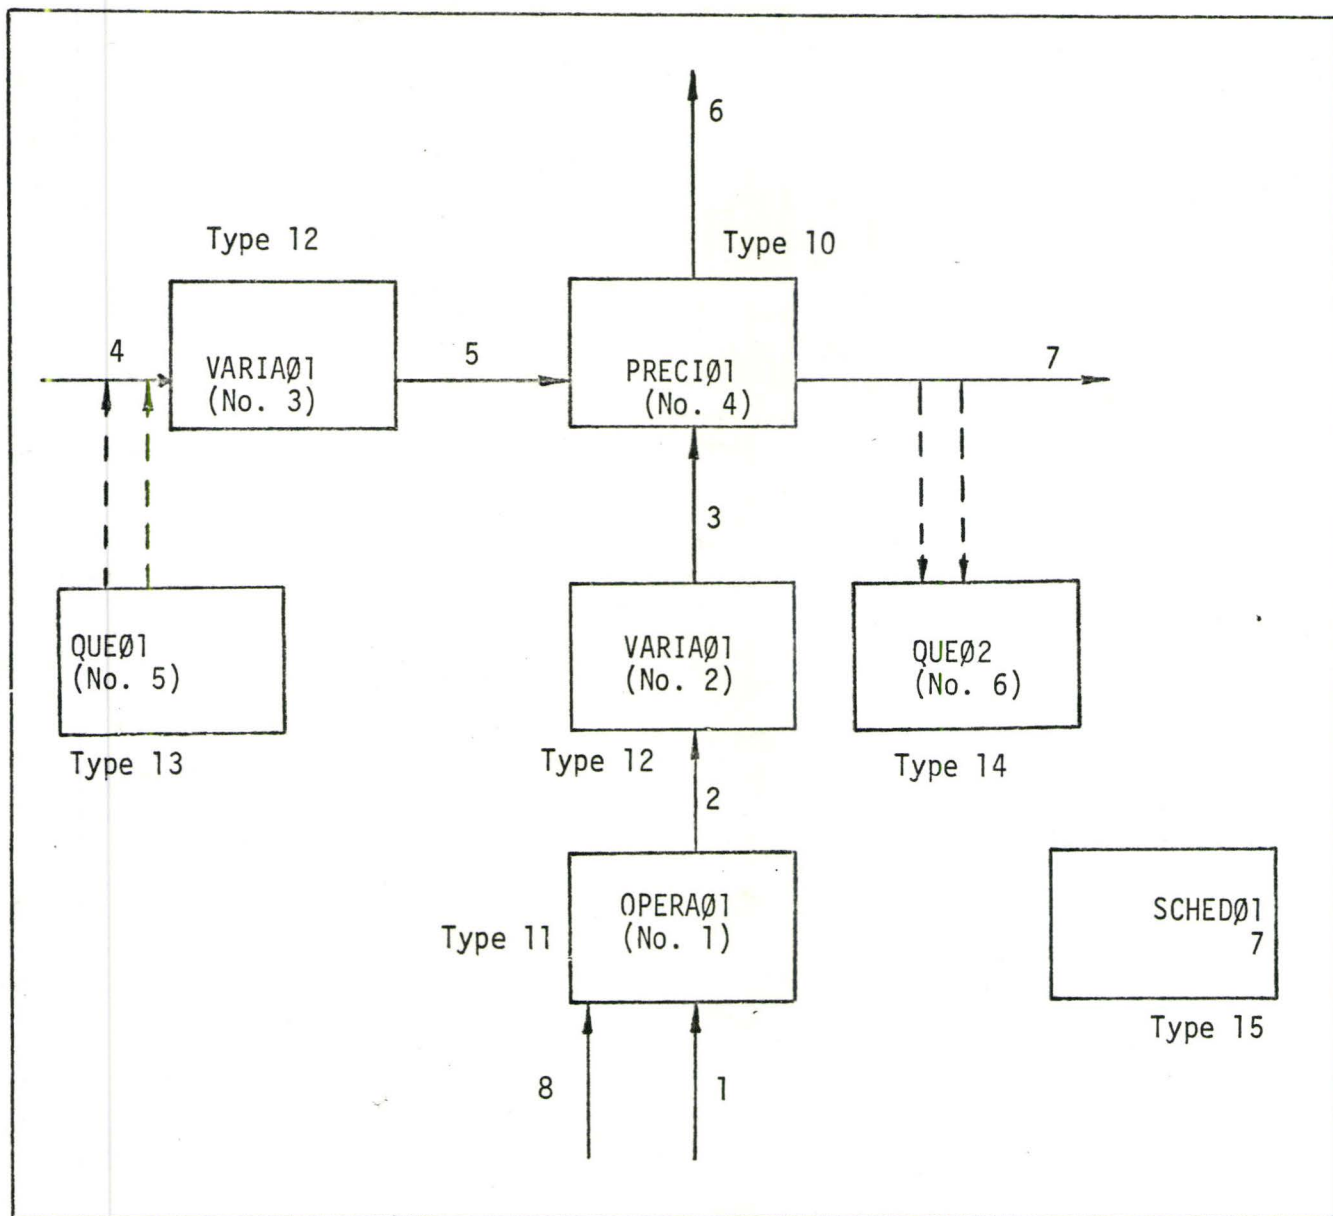 6
Type 12
Type 10
4
VARIAØ1
(No. 3)
5
PRECIØ1
(No. 4)
7
3
QUEØ1
(No. 5)
Type 13
VARIAØ1
(No. 2)
Type 12
QUEØ2
(No. 6)
Type 14
2
OPERAØ1
(No. 1)
Type 11
SCHEDØ1
7
Type 15
8
1